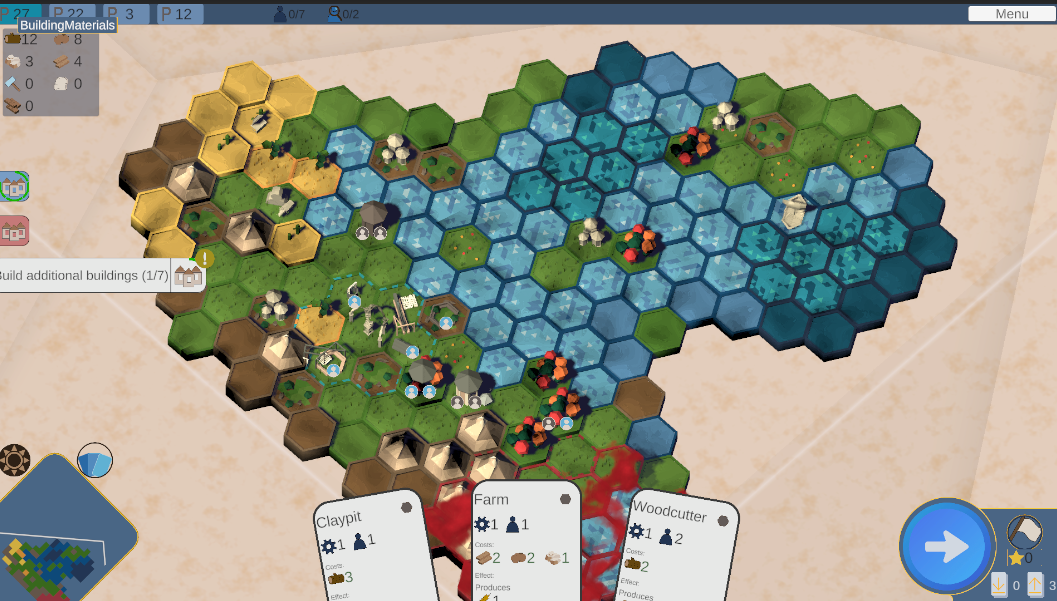 P 27
P 22
P 3
P 12
0/7
0/2
Menu
BuildingMaterials
12
8
3
4
0
0
0
Build additional buildings (1/7)
!
Claypit
1
1
Costs:
3
Effect:
Farm
1
1
Costs:
2
2
1
Effect:
Produces
1
Woodcutter
1
2
Costs:
2
Effect:
Produces
0
0
3